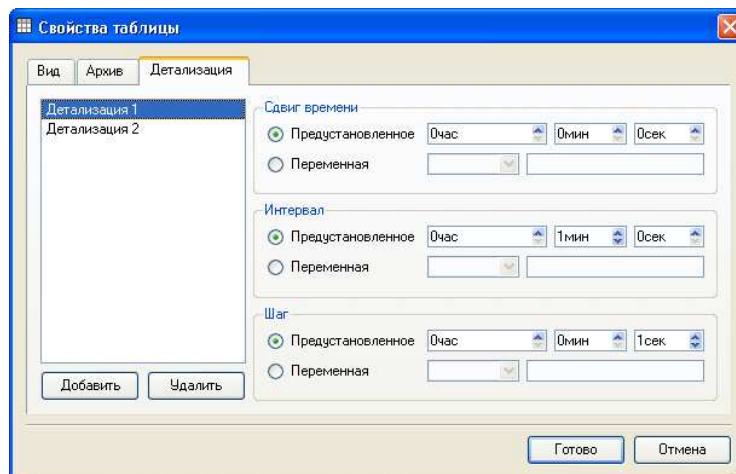 Свойства таблицы
Вид Архив Детализация
Детализация 1
Детализация 2
Добавить Удалить
Сдвиг времени
Предустановленное 0час 0мин 0сек
Переменная
Интервал
Предустановленное 0час 1мин 0сек
Переменная
Шаг
Предустановленное 0час 0мин 1сек
Переменная
Готово Отмена